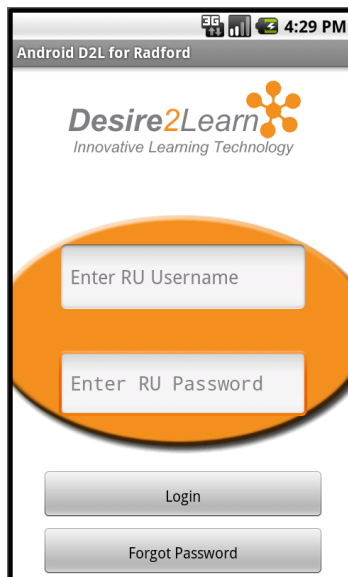 3G 4:29 PM
Android D2L for Radford
Desire2Learn
Innovative Learning Technology
Enter RU Username
Enter RU Password
Login
Forgot Password